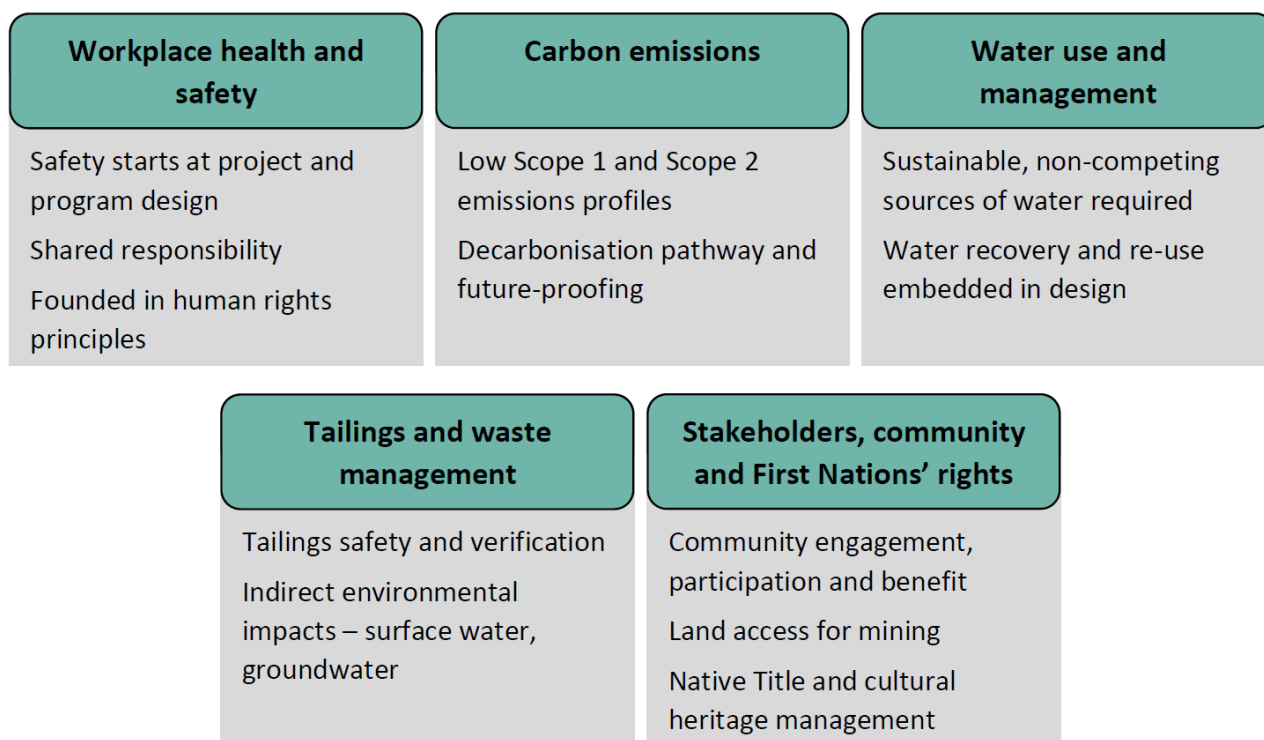 Workplace health and
safety
Safety starts at project and
program design
Shared responsibility
Founded in human rights
principles
Carbon emissions
Low Scope 1 and Scope 2
emissions profiles
Decarbonisation pathway and
future-proofing
Water use and
management
Sustainable, non-competing
sources of water required
Water recovery and re-use
embedded in design
Tailings and waste
management
Tailings safety and verification
Indirect environmental
impacts – surface water,
groundwater
Stakeholders, community
and First Nations’ rights
Community engagement,
participation and benefit
Land access for mining
Native Title and cultural
heritage management